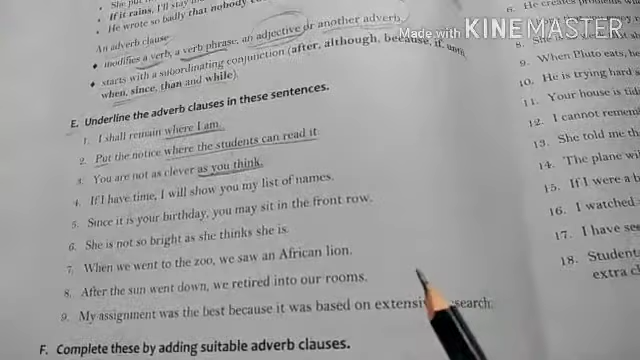 She put
If it rains, I'll stay
He wrote so badly that nobody
An adverb clause
modifies a verb, a verb phrase, an adjective or another adverb
starts with a subordinating conjunction (after, although, because, if, until,
when, since, than and while).
E. Underline the adverb clauses in these sentences.
1. I shall remain where I am.
2. Put the notice where the students can read it
3. You are not as clever as you think.
4. If I have time, I will show you my list of names.
5. Since it is your birthday, you may sit in the front row.
6. She is not so bright as she thinks she is.
7. When we went to the zoo, we saw an African lion.
8. After the sun went down, we retired into our rooms.
9. My assignment was the best because it was based on
F. Complete these by adding suitable adverb clauses.
6. He creates problems
8. She is
9. When Pluto eats, he
10. He is trying hard
11. Your house is
12. I cannot
13. She told me
14. The plane
15. If I were a
16. I watched
17. I have
18.
extra
Made with KINEMASTER